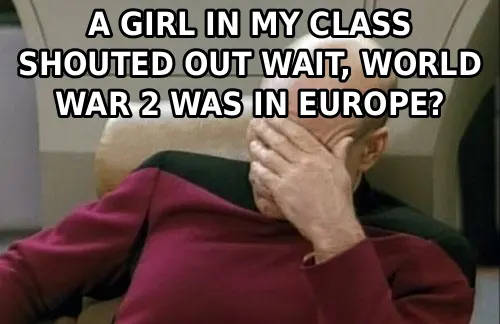 A GIRL IN MY CLASS
SHOUTED OUT WAIT, WORLD
WAR 2 WAS IN EUROPE?